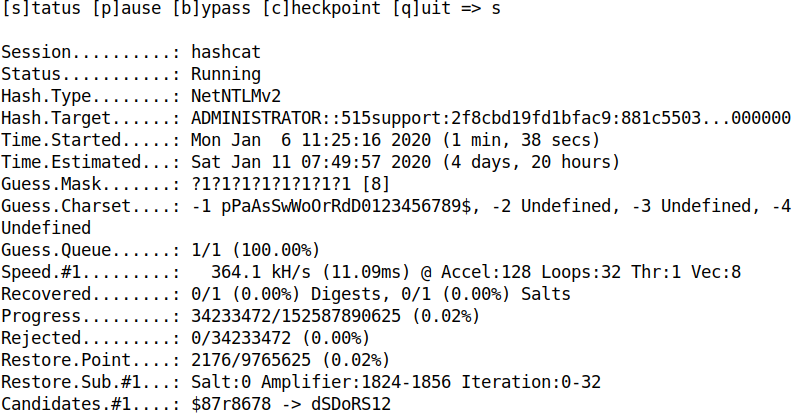 [s]tatus [p]ause [b]ypass [c]heckpoint [q]uit => s
Session..........: hashcat
Status...........: Running
Hash.Type........: NetNTLMv2
Hash.Target......: ADMINISTRATOR::515support:2f8cbd19fd1bfac9:881c5503...000000
Time.Started.....: Mon Jan  6 11:25:16 2020 (1 min, 38 secs)
Time.Estimated...: Sat Jan 11 07:49:57 2020 (4 days, 20 hours)
Guess.Mask.......: ?1?1?1?1?1?1?1?1 [8]
Guess.Charset....: -1 pPaAsSwWoOrRdD0123456789$, -2 Undefined, -3 Undefined, -4
Undefined
Guess.Queue......: 1/1 (100.00%)
Speed.#1.........:   364.1 kH/s (11.09ms) @ Accel:128 Loops:32 Thr:1 Vec:8
Recovered........: 0/1 (0.00%) Digests, 0/1 (0.00%) Salts
Progress.........: 34233472/152587890625 (0.02%)
Rejected.........: 0/34233472 (0.00%)
Restore.Point....: 2176/9765625 (0.02%)
Restore.Sub.#1...: Salt:0 Amplifier:1824-1856 Iteration:0-32
Candidates.#1....: $87r8678 -> dSDoRS12